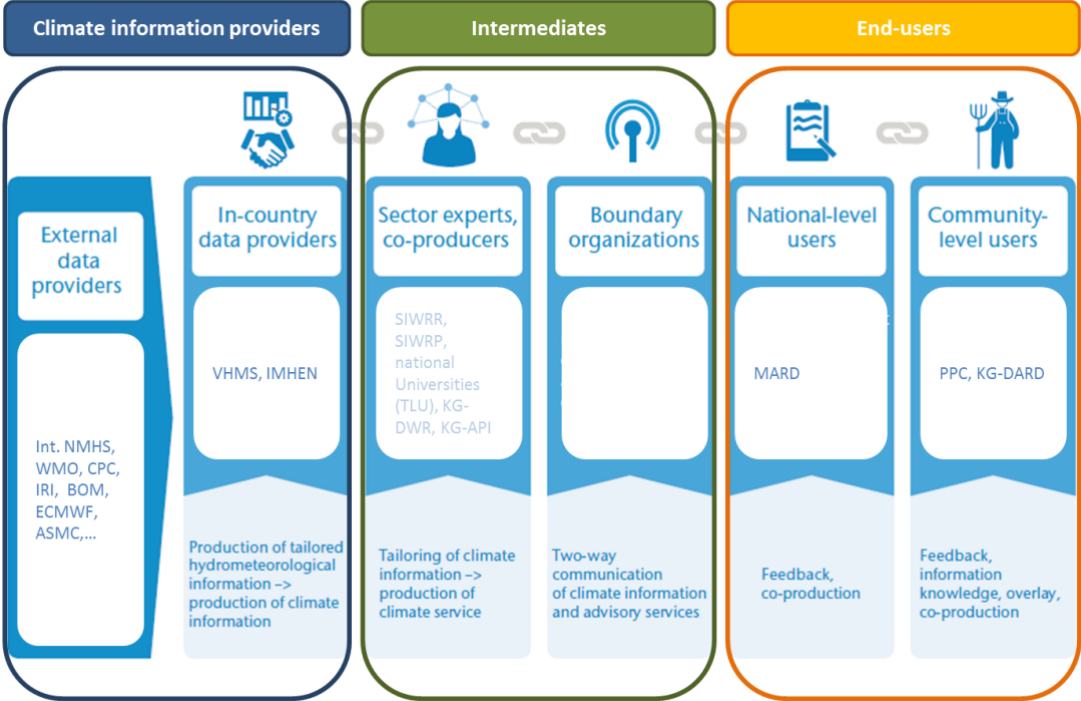 Climate information providers
Intermediates
End-users
External
data
providers
Int. NMHS,
WMO, CPC,
IRI, BOM,
ECMWF,
ASMC,...
In-country
data providers
VHMS, IMHEN
Production of tailored
hydrometeorological
information –>
production of climate
information
Sector experts,
co-producers
SIWRR,
SIWRP,
national
Universities
(TLU), KG-
DWR, KG-API
Tailoring of climate
information –>
production of
climate service
Boundary
organizations
Two-way
communication
of climate information
and advisory services
National-level
users
MARD
Feedback,
co-production
Community-
level users
PPC, KG-DARD
Feedback,
information
knowledge, overlay,
co-production